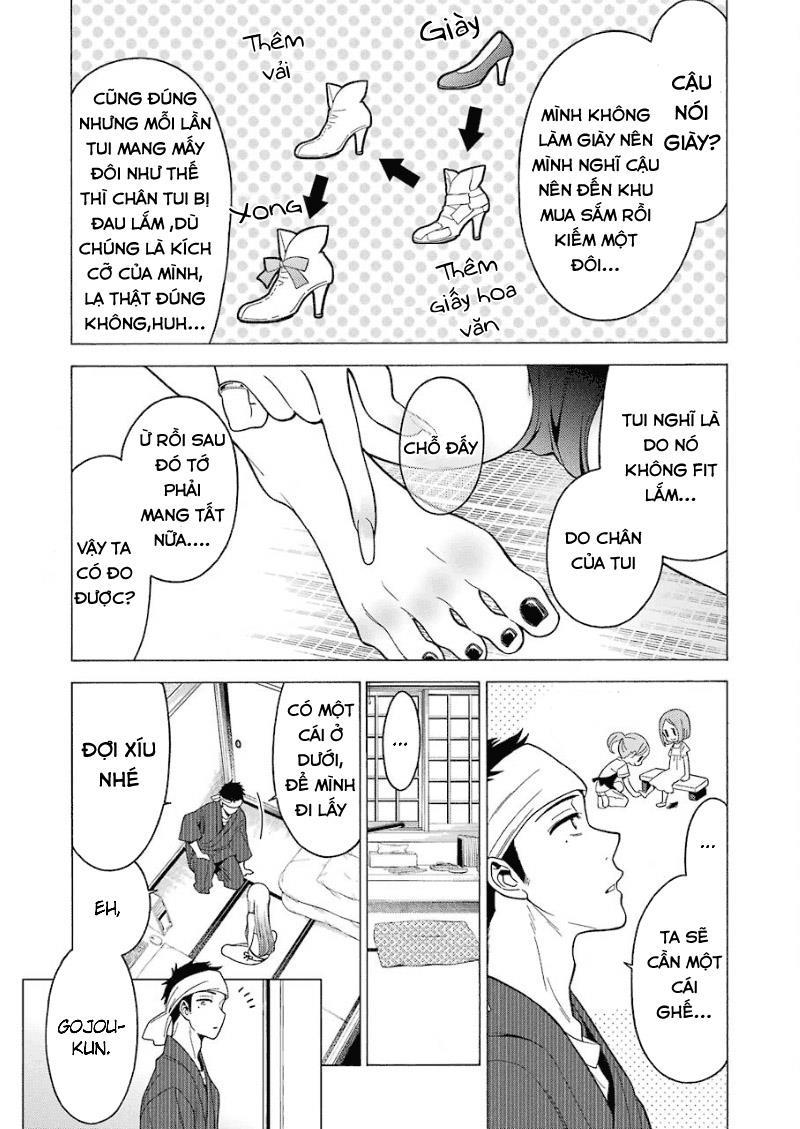 CẬU
NÓI
GIÀY?
MÌNH KHÔNG
LÀM GIÀY NÊN
MÌNH NGHĨ CẬU
NÊN ĐẾN KHU
MUA SẮM RỒI
KIẾM MỘT
ĐÔI...
Giày
Thêm
Giấy hoa
văn
Thêm
vải
Xong
CŨNG ĐÚNG
NHƯNG MỖI LẦN
TUI MANG MẤY
ĐÔI NHƯ THẾ
THÌ CHÂN TUI BỊ
ĐAU LẮM ,DÙ
CHÚNG LÀ KÍCH
CỠ CỦA MÌNH,
LẠ THẬT ĐÚNG
KHÔNG,HUH...
TUI NGHĨ LÀ
DO NÓ
KHÔNG FIT
LẮM...
DO CHÂN
CỦA TUI
CHỖ ĐẤY
Ừ RỒI SAU
ĐÓ TỚ
PHẢI
MANG TẤT
NỮA....
VẬY TA
CÓ ĐO
ĐƯỢC?
...
TA SẼ
CẦN MỘT
CÁI
GHẾ...
...
CÓ MỘT
CÁI Ở
DƯỚI,
ĐỂ MÌNH
ĐI LẤY
ĐỢI XÍU
NHÉ
EH,
GOJOU-
KUN.